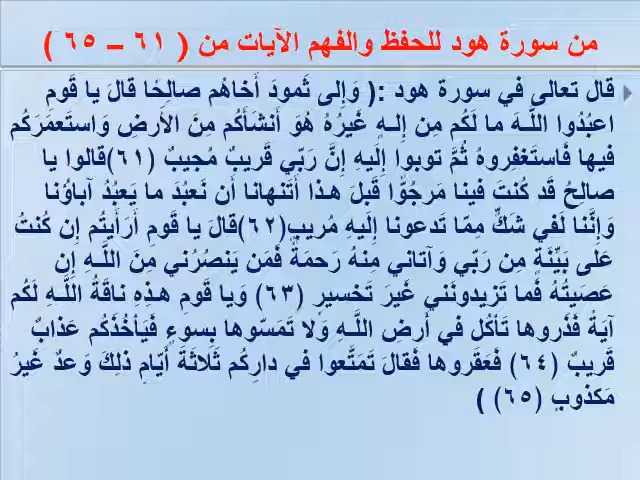 من سورة هود للحفظ والفهم الآيات من ( ٦١ – ٦٥ )
قال تعالى في سورة هود :( وَإِلى ثَمودَ أَخاهُم صالِحًا قالَ يا قَومِ
اعبُدُوا اللَّـهَ ما لَكُم مِن إِلـهٍ غَيرُهُ هُوَ أَنشَأَكُم مِنَ الأَرضِ وَاستَعمَرَكُم
فيها فَاستَغفِروهُ ثُمَّ توبوا إِلَيهِ إِنَّ رَبّي قَريبٌ مُجيبٌ (٦١)قالوا يا
صالِحُ قَد كُنتَ فينا مَرجُوًّا قَبلَ هـذا أَتَنهانا أَن نَعبُدَ ما يَعبُدُ آباؤُنا
وَإِنَّنا لَفي شَكٍّ مِمّا تَدعونا إِلَيهِ مُريبٍ(٦٢)قالَ يا قَومِ أَرَأَيتُم إِن كُنتُ
عَلى بَيِّنَةٍ مِن رَبّي وَآتاني مِنهُ رَحمَةً فَمَن يَنصُرُني مِنَ اللَّـهِ إِن
عَصَيتُهُ فَما تَزيدونَني غَيرَ تَخسيرٍ (٦٣) وَيا قَومِ هـذِهِ ناقَةُ اللَّـهِ لَكُم
آيَةً فَذَروها تَأكُل في أَرضِ اللَّـهِ وَلا تَمَسّوها بِسوءٍ فَيَأخُذَكُم عَذابٌ
قَريبٌ (٦٤) فَعَقَروها فَقالَ تَمَتَّعوا في دارِكُم ثَلاثَةَ أَيّامٍ ذلِكَ وَعدٌ غَيرُ
مَكذوبٍ (٦٥) )